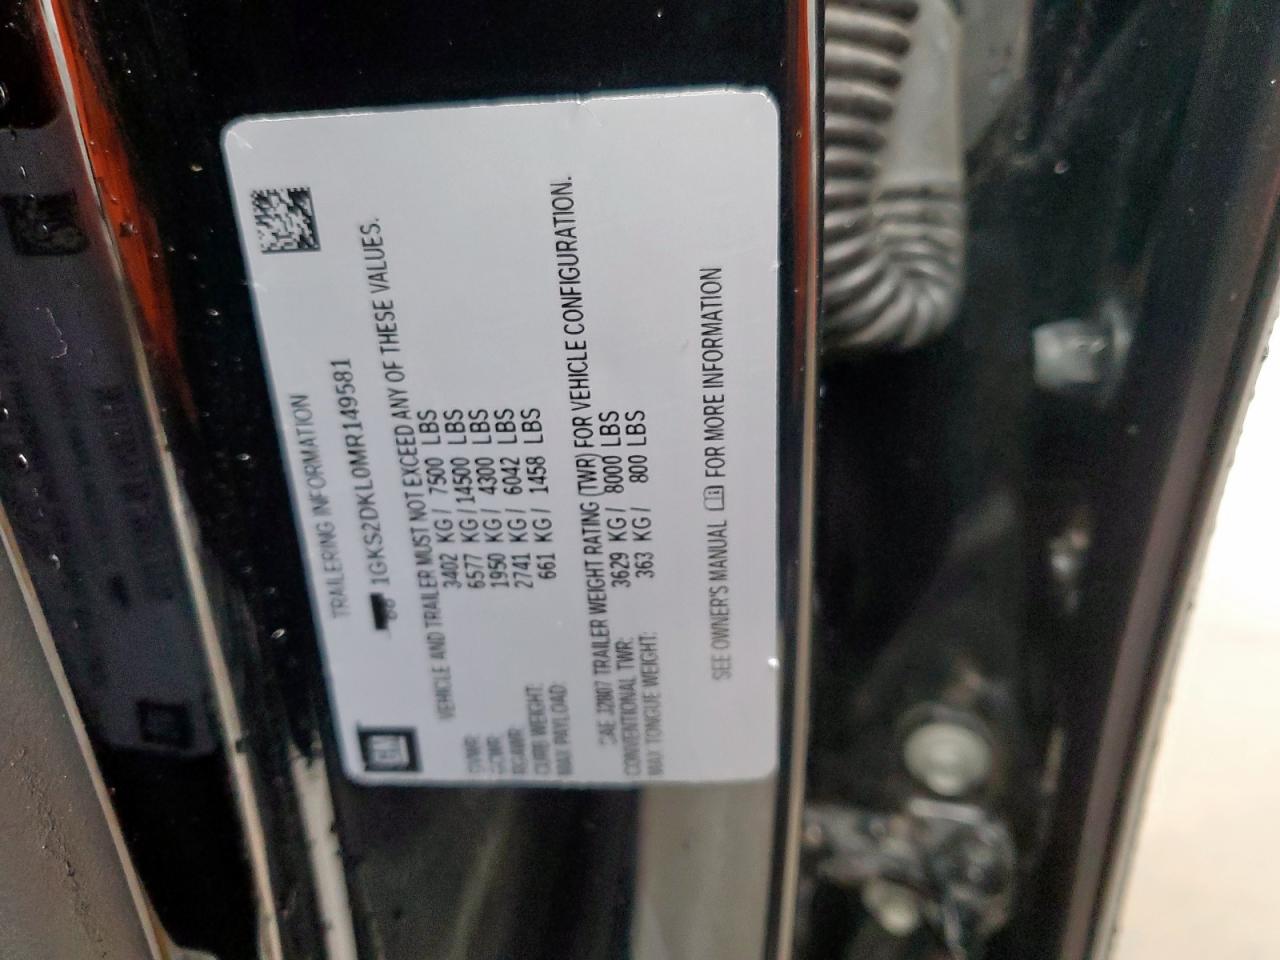 TRAILERING INFORMATION
1GKS2DKL0MR149581
VEHICLE AND TRAILER MUST NOT EXCEED ANY OF THESE VALUES.
GVWR: 3402 KG / 7500 LBS
GCWR: 6577 KG / 14500 LBS
RGAWR: 1950 KG / 4300 LBS
CURB WEIGHT: 2741 KG / 6042 LBS
MAX PAYLOAD: 661 KG / 1458 LBS
SAE J2807 TRAILER WEIGHT RATING (TWR) FOR VEHICLE CONFIGURATION.
CONVENTIONAL TWR: 3629 KG / 8000 LBS
MAX TONGUE WEIGHT: 363 KG / 800 LBS
SEE OWNER'S MANUAL FOR MORE INFORMATION